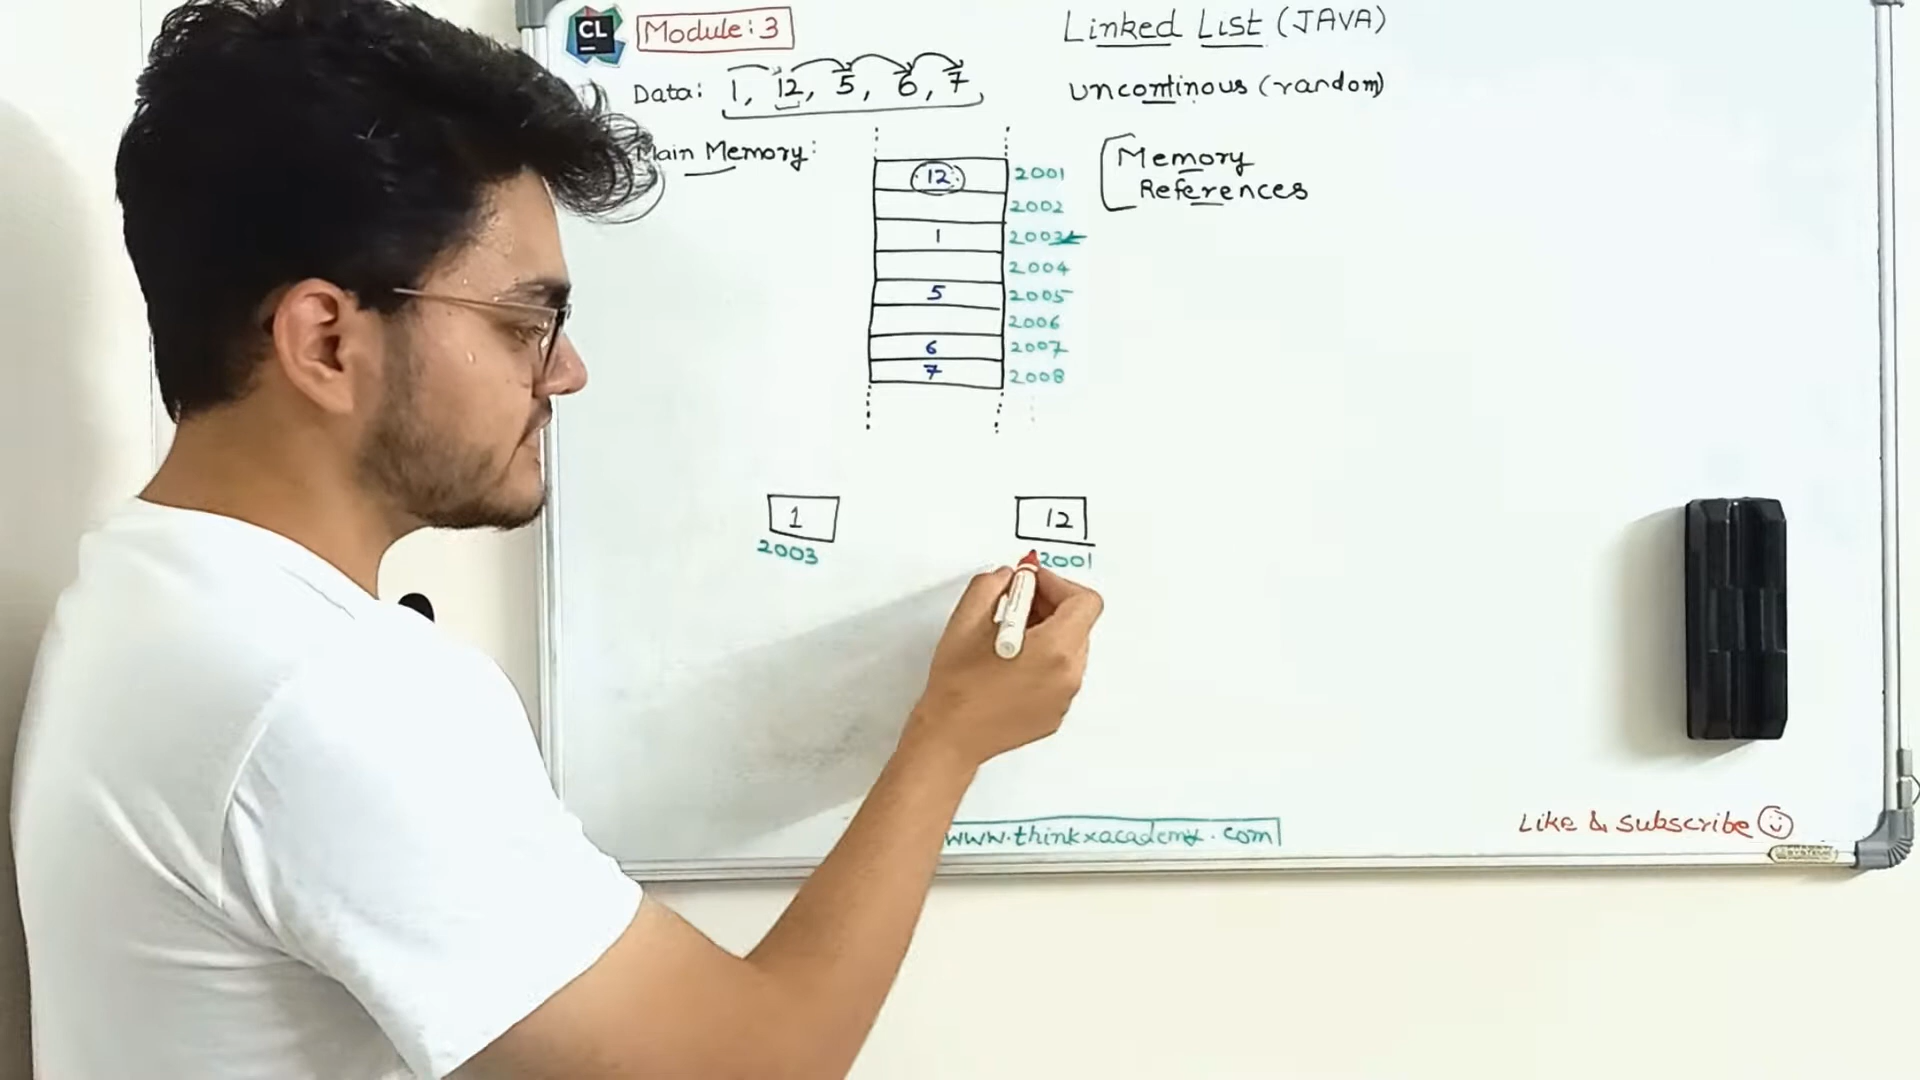 CL
Module: 3
Linked List (JAVA)
Data: 1, 12, 5, 6, 7
uncontinous (random)
Main Memory:
Memory
References
12 2001
2002
1 2003
2004
5 2005
2006
6 2007
7 2008
1
2003
12
2001
www.thinkxacademy.com
Like & Subscribe